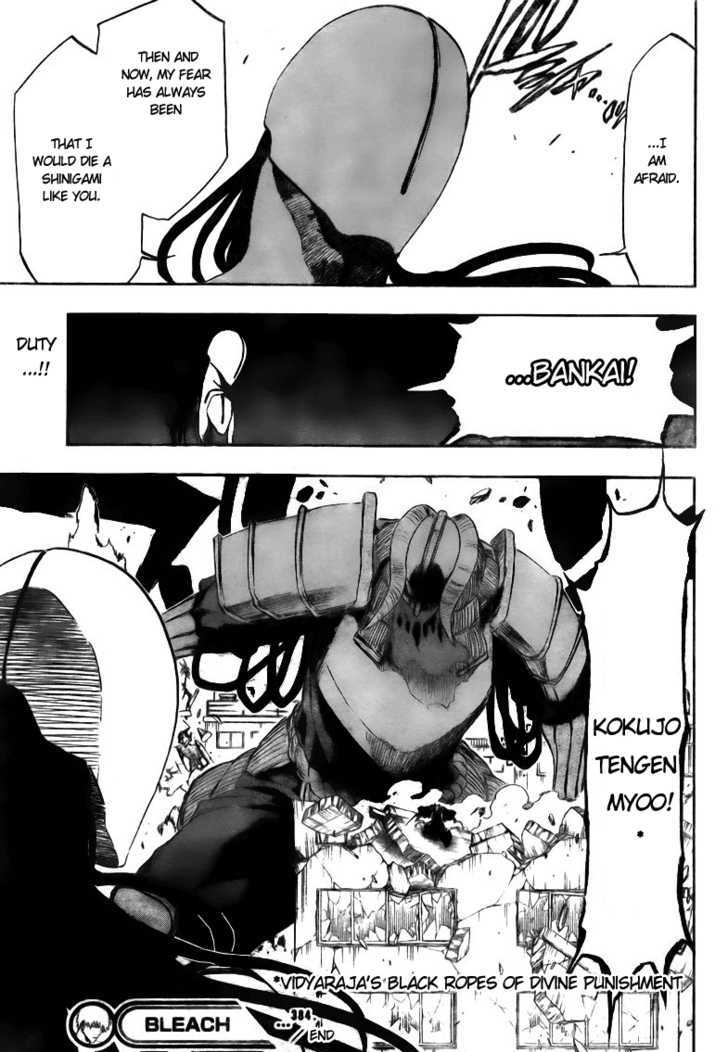 ...I
AM
AFRAID.
THEN AND
NOW, MY FEAR
HAS ALWAYS
BEEN
THAT I
WOULD DIE A
SHINIGAMI
LIKE YOU.
...BANKAI!
DUTY
...!!
KOKUJO
TENGEN
MYOO!
*
*VIDYARAJA'S BLACK ROPES OF DIVINE PUNISHMENT
BLEACH
...384.
END